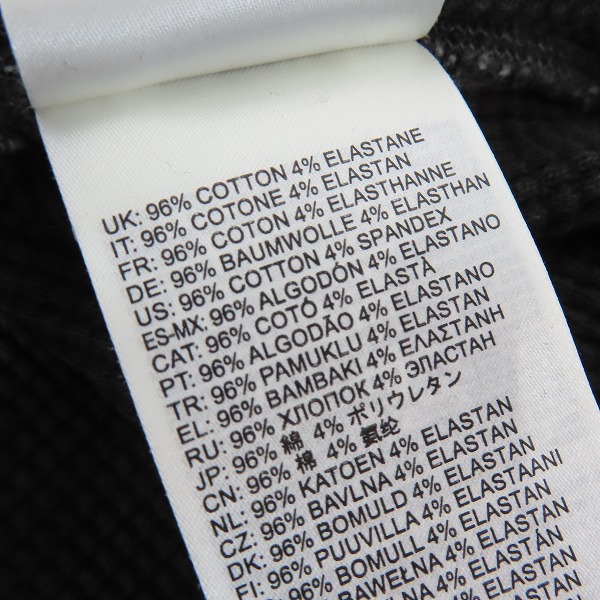 UK: 96% COTTON 4% ELASTANE
IT: 96% COTONE 4% ELASTAN
FR: 96% COTON 4% ELASTHANNE
DE: 96% BAUMWOLLE 4% ELASTHAN
US: 96% COTTON 4% SPANDEX
ES-MX: 96% ALGODÓN 4% ELASTANO
CAT: 96% COTÓ 4% ELASTÀ
PT: 96% ALGODÃO 4% ELASTANO
TR: 96% PAMUKLU 4% ELASTAN
EL: 96% ΒΑΜΒΑΚΙ 4% ΕΛΑΣΤΑΝΗ
RU: 96% ХЛОПОК 4% ЭЛАСТАН
JP: 96% 綿 4% ポリウレタン
CN: 96% 棉 4% 氨纶
NL: 96% KATOEN 4% ELASTAN
CZ: 96% BAVLNA 4% ELASTAN
DK: 96% BOMULD 4% ELASTAN
FI: 96% PUUVILLA 4% ELASTAANI
96% BOMULL 4% ELASTAN
BAWEŁNA 4% ELASTAN
4% ELASTAN